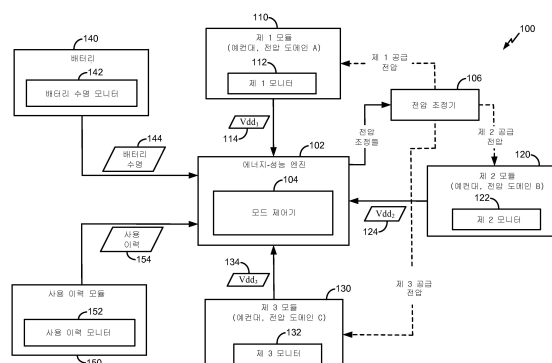 100
140
배터리
142
배터리 수명 모니터
144
배터리
수명
110
제 1 모듈
(예컨대, 전압 도메인 A)
112
제 1 모니터
Vdd₁
114
제 1 공급
전압
106
전압 조정기
전압
조정들
제 2 공급
전압
102
에너지-성능 엔진
104
모드 제어기
120
제 2 모듈
(예컨대, 전압 도메인 B)
122
제 2 모니터
Vdd₂
124
사용
이력
154
사용 이력 모듈
152
사용 이력 모니터
150
134
Vdd₃
130
제 3 모듈
(예컨대, 전압 도메인 C)
132
제 3 모니터
제 3 공급
전압